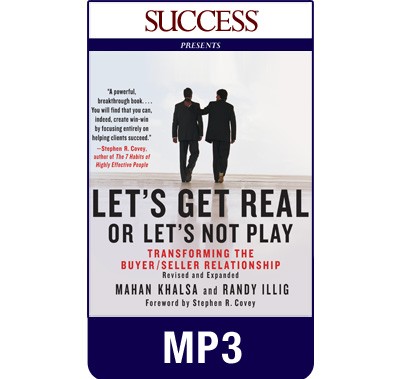 SUCCESS
PRESENTS
"A powerful,
breakthrough book. . . .
You will find that you can,
indeed, create win-win
by focusing entirely on
helping clients succeed."
—Stephen R. Covey,
author of The 7 Habits of
Highly Effective People
LET'S GET REAL
OR LET'S NOT PLAY
TRANSFORMING THE
BUYER/SELLER RELATIONSHIP
Revised and Expanded
MAHAN KHALSA and RANDY ILLIG
Foreword by Stephen R. Covey
MP3